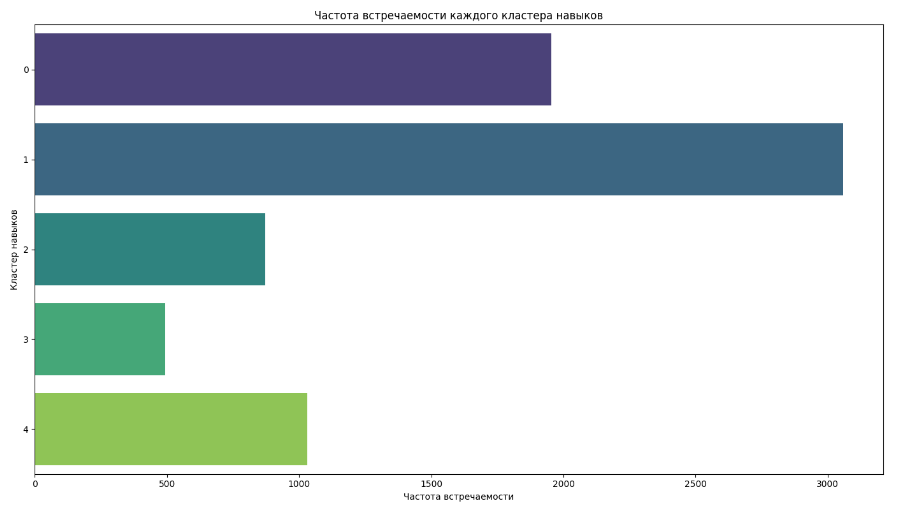 Частота встречаемости каждого кластера навыков
Кластер навыков
0
1
2
3
4
0 500 1000 1500 2000 2500 3000
Частота встречаемости